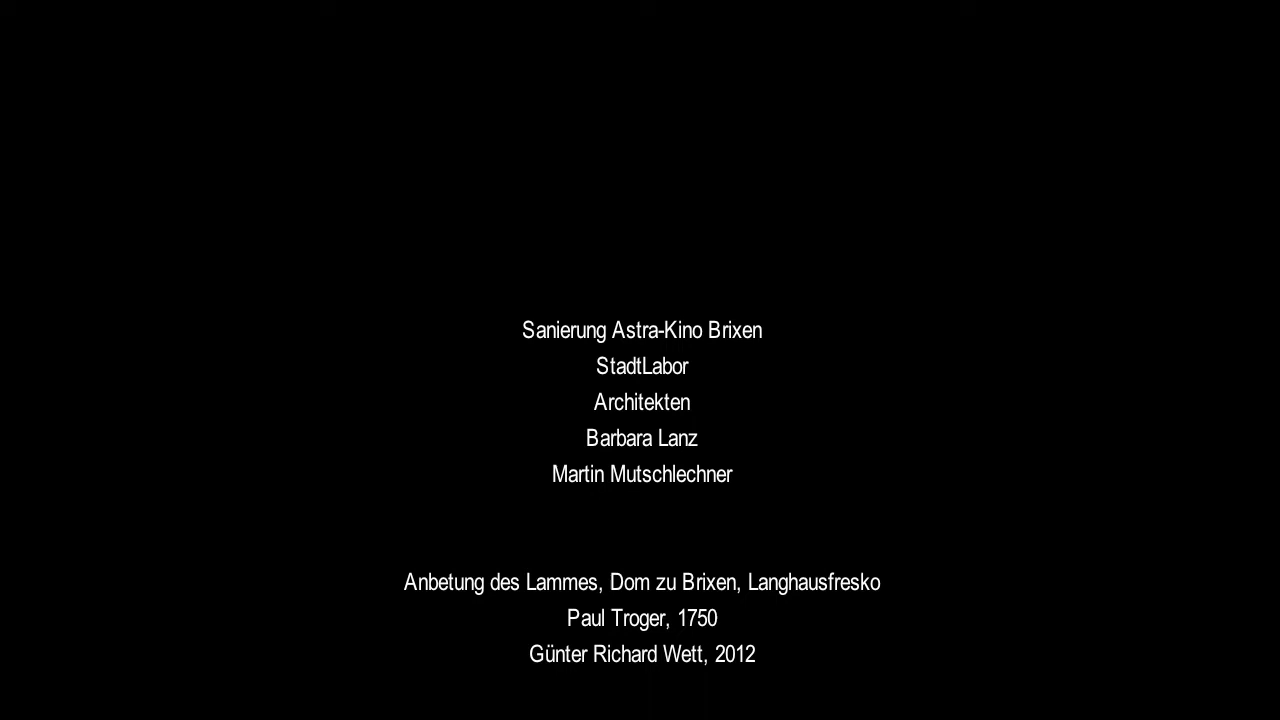 Sanierung Astra-Kino Brixen
StadtLabor
Architekten
Barbara Lanz
Martin Mutschlechner
Anbetung des Lammes, Dom zu Brixen, Langhausfresko
Paul Troger, 1750
Günter Richard Wett, 2012